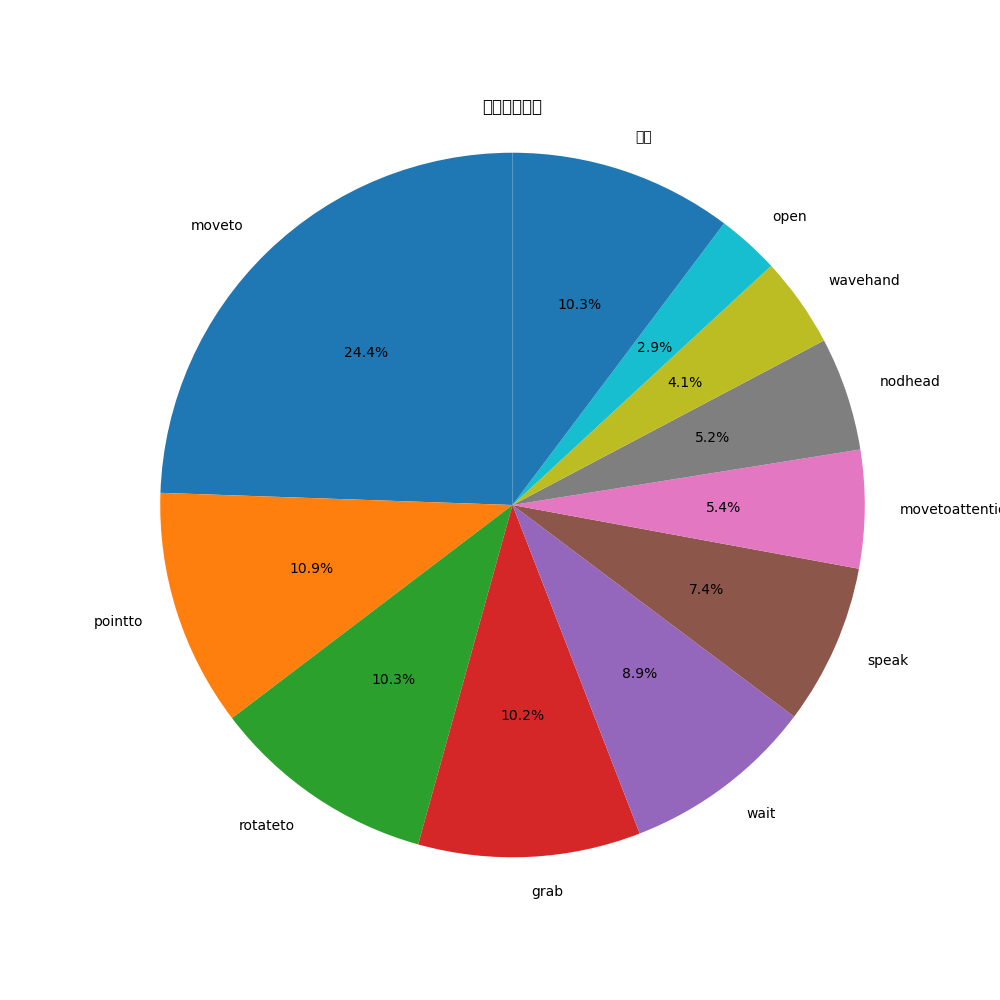 open
moveto
wavehand
10.3%
2.9%
24.4%
4.1%
nodhead
5.2%
5.4%
movetoattentic
10.9%
7.4%
pointto
speak
10.3%
8.9%
10.2%
wait
rotateto
grab